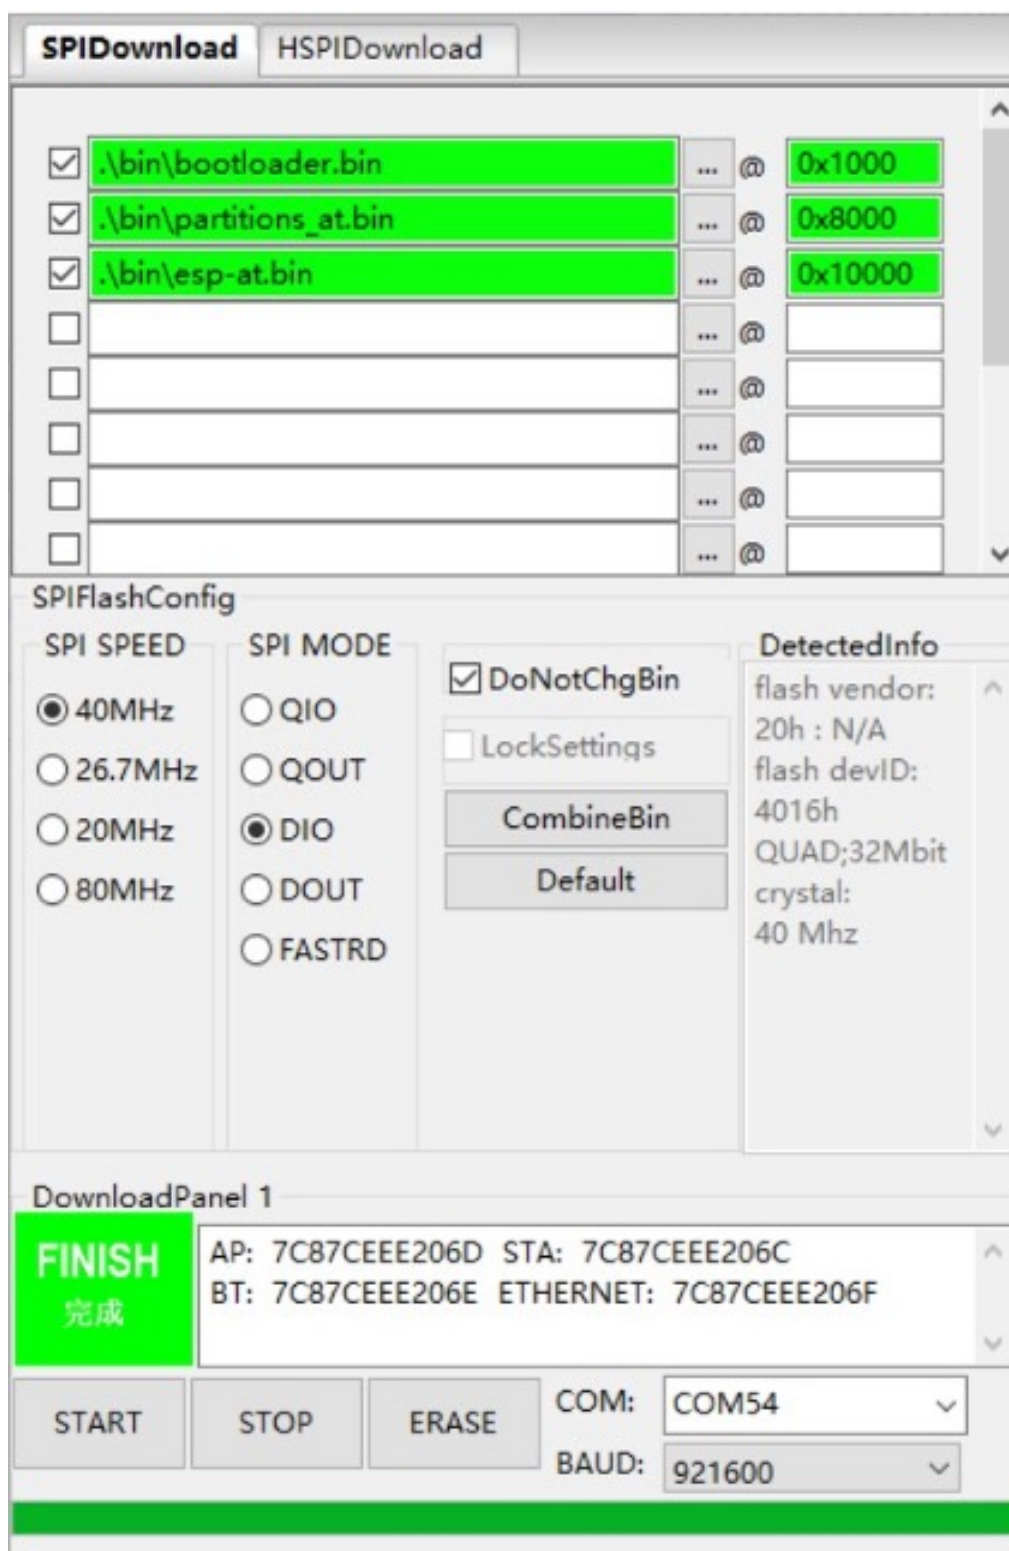 SPIDownload HSPIDownload
.\bin\bootloader.bin ... @ 0x1000
.\bin\partitions_at.bin ... @ 0x8000
.\bin\esp-at.bin ... @ 0x10000
... @
... @
... @
... @
... @
SPIFlashConfig
SPI SPEED
40MHz
26.7MHz
20MHz
80MHz
SPI MODE
QIO
QOUT
DIO
DOUT
FASTRD
DoNotChgBin
LockSettings
CombineBin
Default
DetectedInfo
flash vendor:
20h : N/A
flash devID:
4016h
QUAD;32Mbit
crystal:
40 Mhz
DownloadPanel 1
FINISH
完成
AP: 7C87CEEE206D STA: 7C87CEEE206C
BT: 7C87CEEE206E ETHERNET: 7C87CEEE206F
START STOP ERASE
COM: COM54
BAUD: 921600